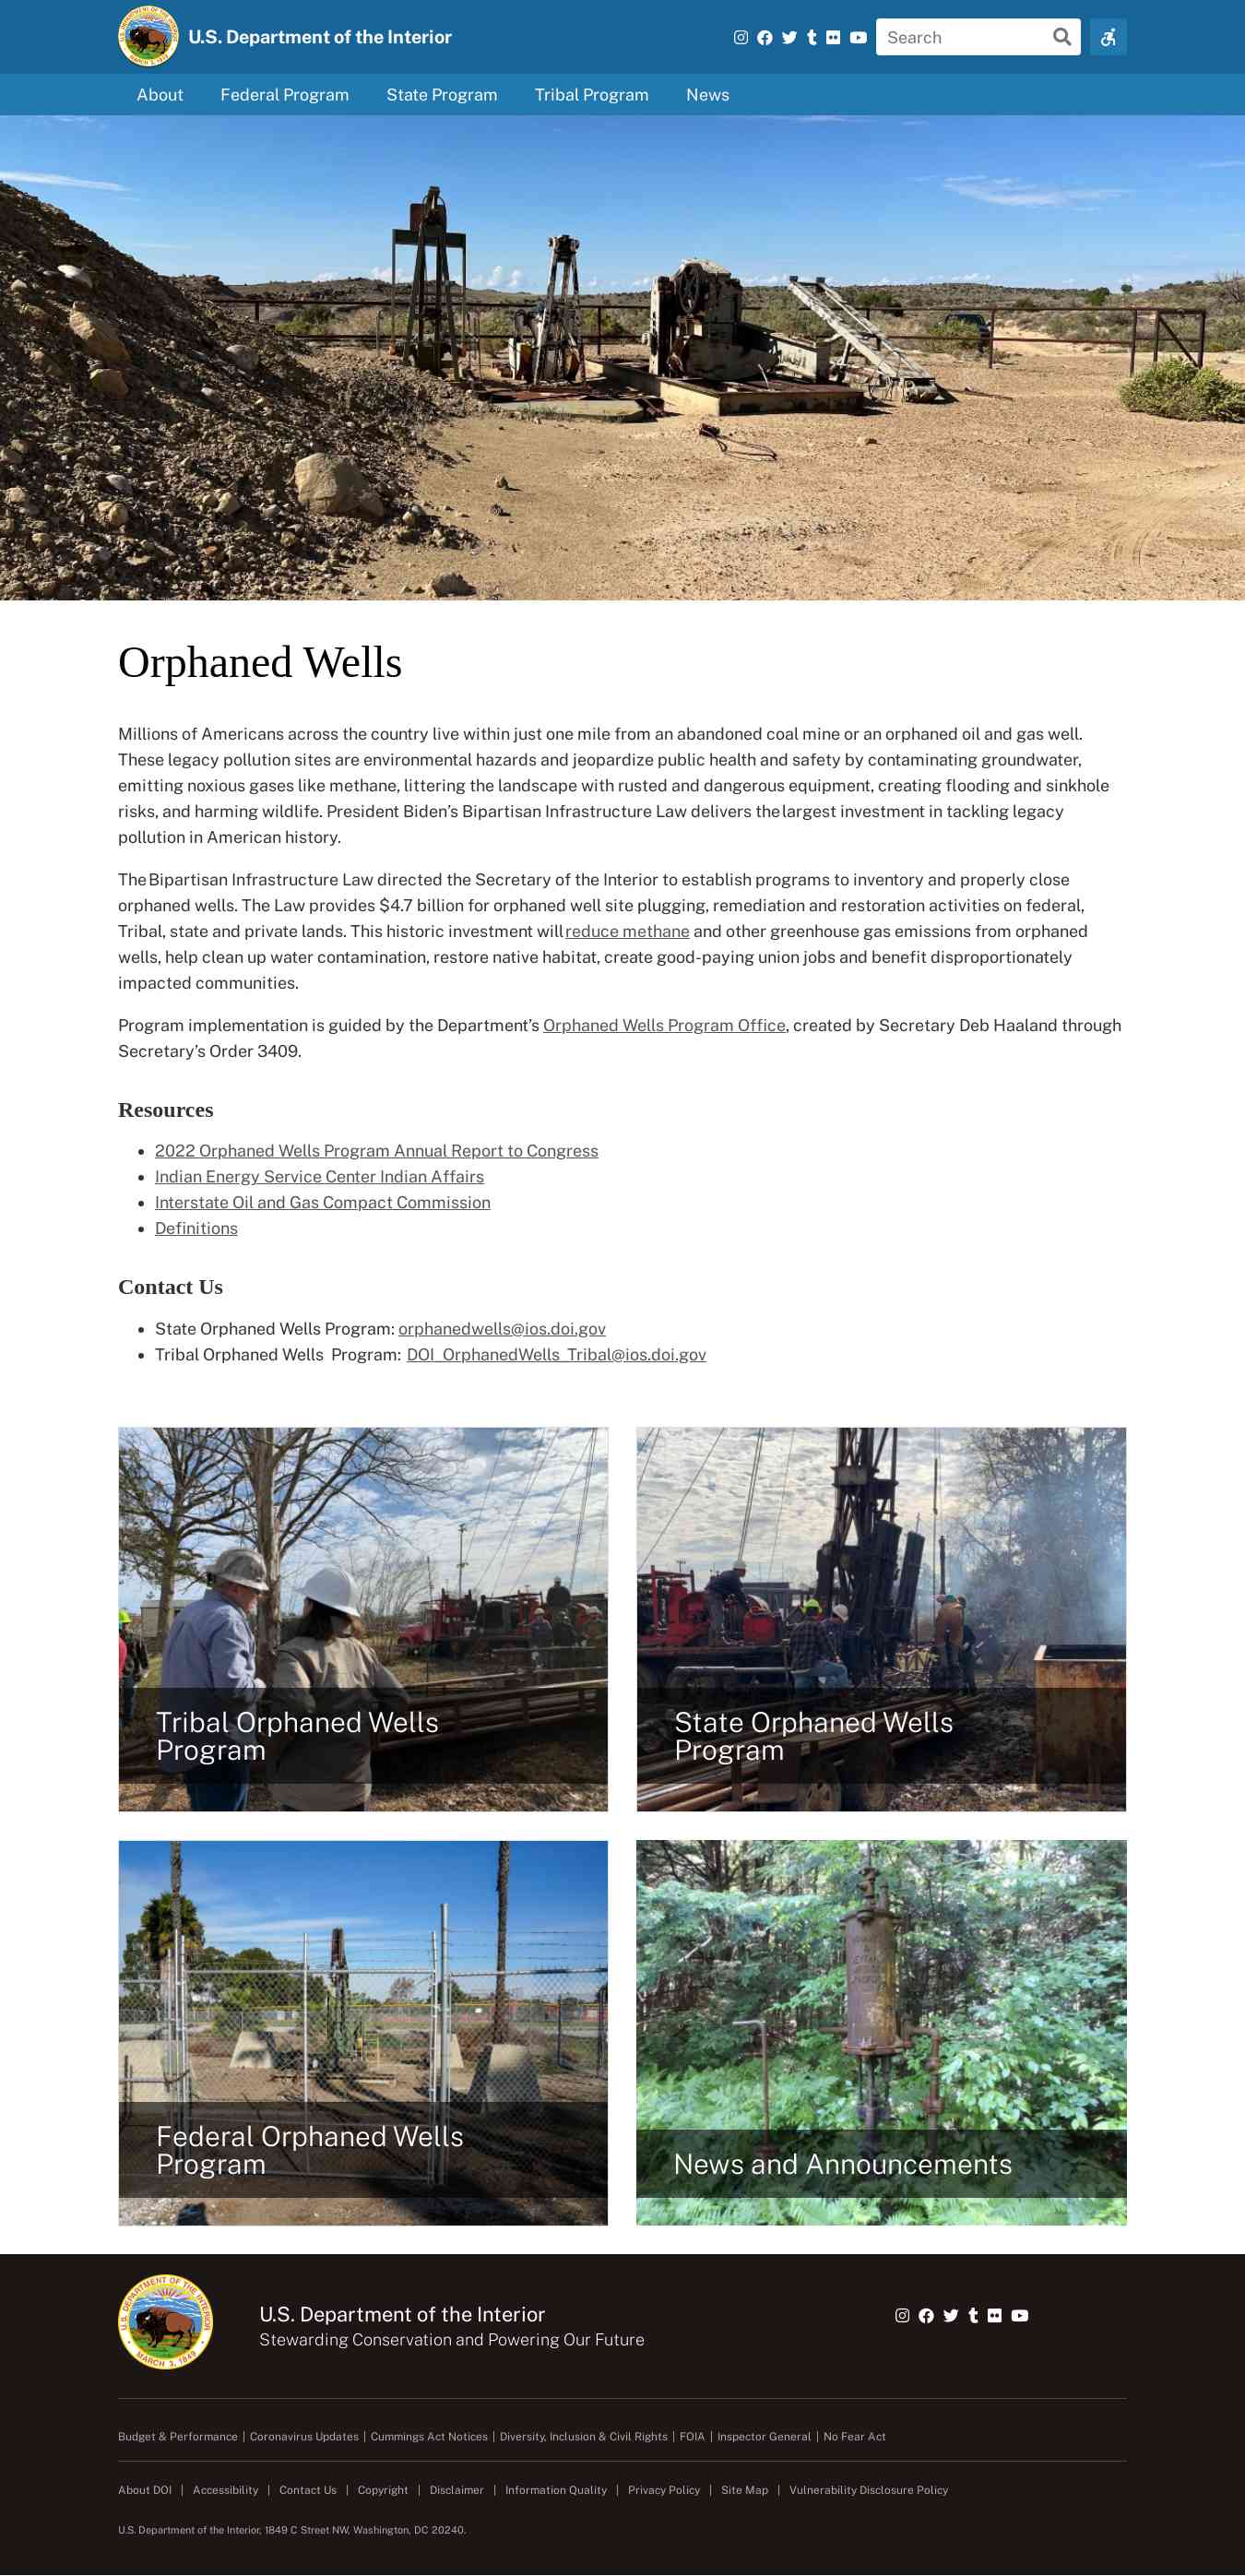 U.S. Department of the Interior
Search
About
Federal Program
State Program
Tribal Program
News
Orphaned Wells
Millions of Americans across the country live within just one mile from an abandoned coal mine or an orphaned oil and gas well.
These legacy pollution sites are environmental hazards and jeopardize public health and safety by contaminating groundwater,
emitting noxious gases like methane, littering the landscape with rusted and dangerous equipment, creating flooding and sinkhole
risks, and harming wildlife. President Biden’s Bipartisan Infrastructure Law delivers the largest investment in tackling legacy
pollution in American history.
The Bipartisan Infrastructure Law directed the Secretary of the Interior to establish programs to inventory and properly close
orphaned wells. The Law provides $4.7 billion for orphaned well site plugging, remediation and restoration activities on federal,
Tribal, state and private lands. This historic investment will reduce methane and other greenhouse gas emissions from orphaned
wells, help clean up water contamination, restore native habitat, create good-paying union jobs and benefit disproportionately
impacted communities.
Program implementation is guided by the Department’s Orphaned Wells Program Office, created by Secretary Deb Haaland through
Secretary’s Order 3409.
Resources
2022 Orphaned Wells Program Annual Report to Congress
Indian Energy Service Center Indian Affairs
Interstate Oil and Gas Compact Commission
Definitions
Contact Us
State Orphaned Wells Program: orphanedwells@ios.doi.gov
Tribal Orphaned Wells Program: DOI_OrphanedWells_Tribal@ios.doi.gov
Tribal Orphaned Wells
Program
State Orphaned Wells
Program
Federal Orphaned Wells
Program
News and Announcements
U.S. DEPARTMENT OF THE INTERIOR
MARCH 3, 1849
U.S. Department of the Interior
Stewarding Conservation and Powering Our Future
Budget & Performance | Coronavirus Updates | Cummings Act Notices | Diversity, Inclusion & Civil Rights | FOIA | Inspector General | No Fear Act
About DOI | Accessibility | Contact Us | Copyright | Disclaimer | Information Quality | Privacy Policy | Site Map | Vulnerability Disclosure Policy
U.S. Department of the Interior, 1849 C Street NW, Washington, DC 20240.